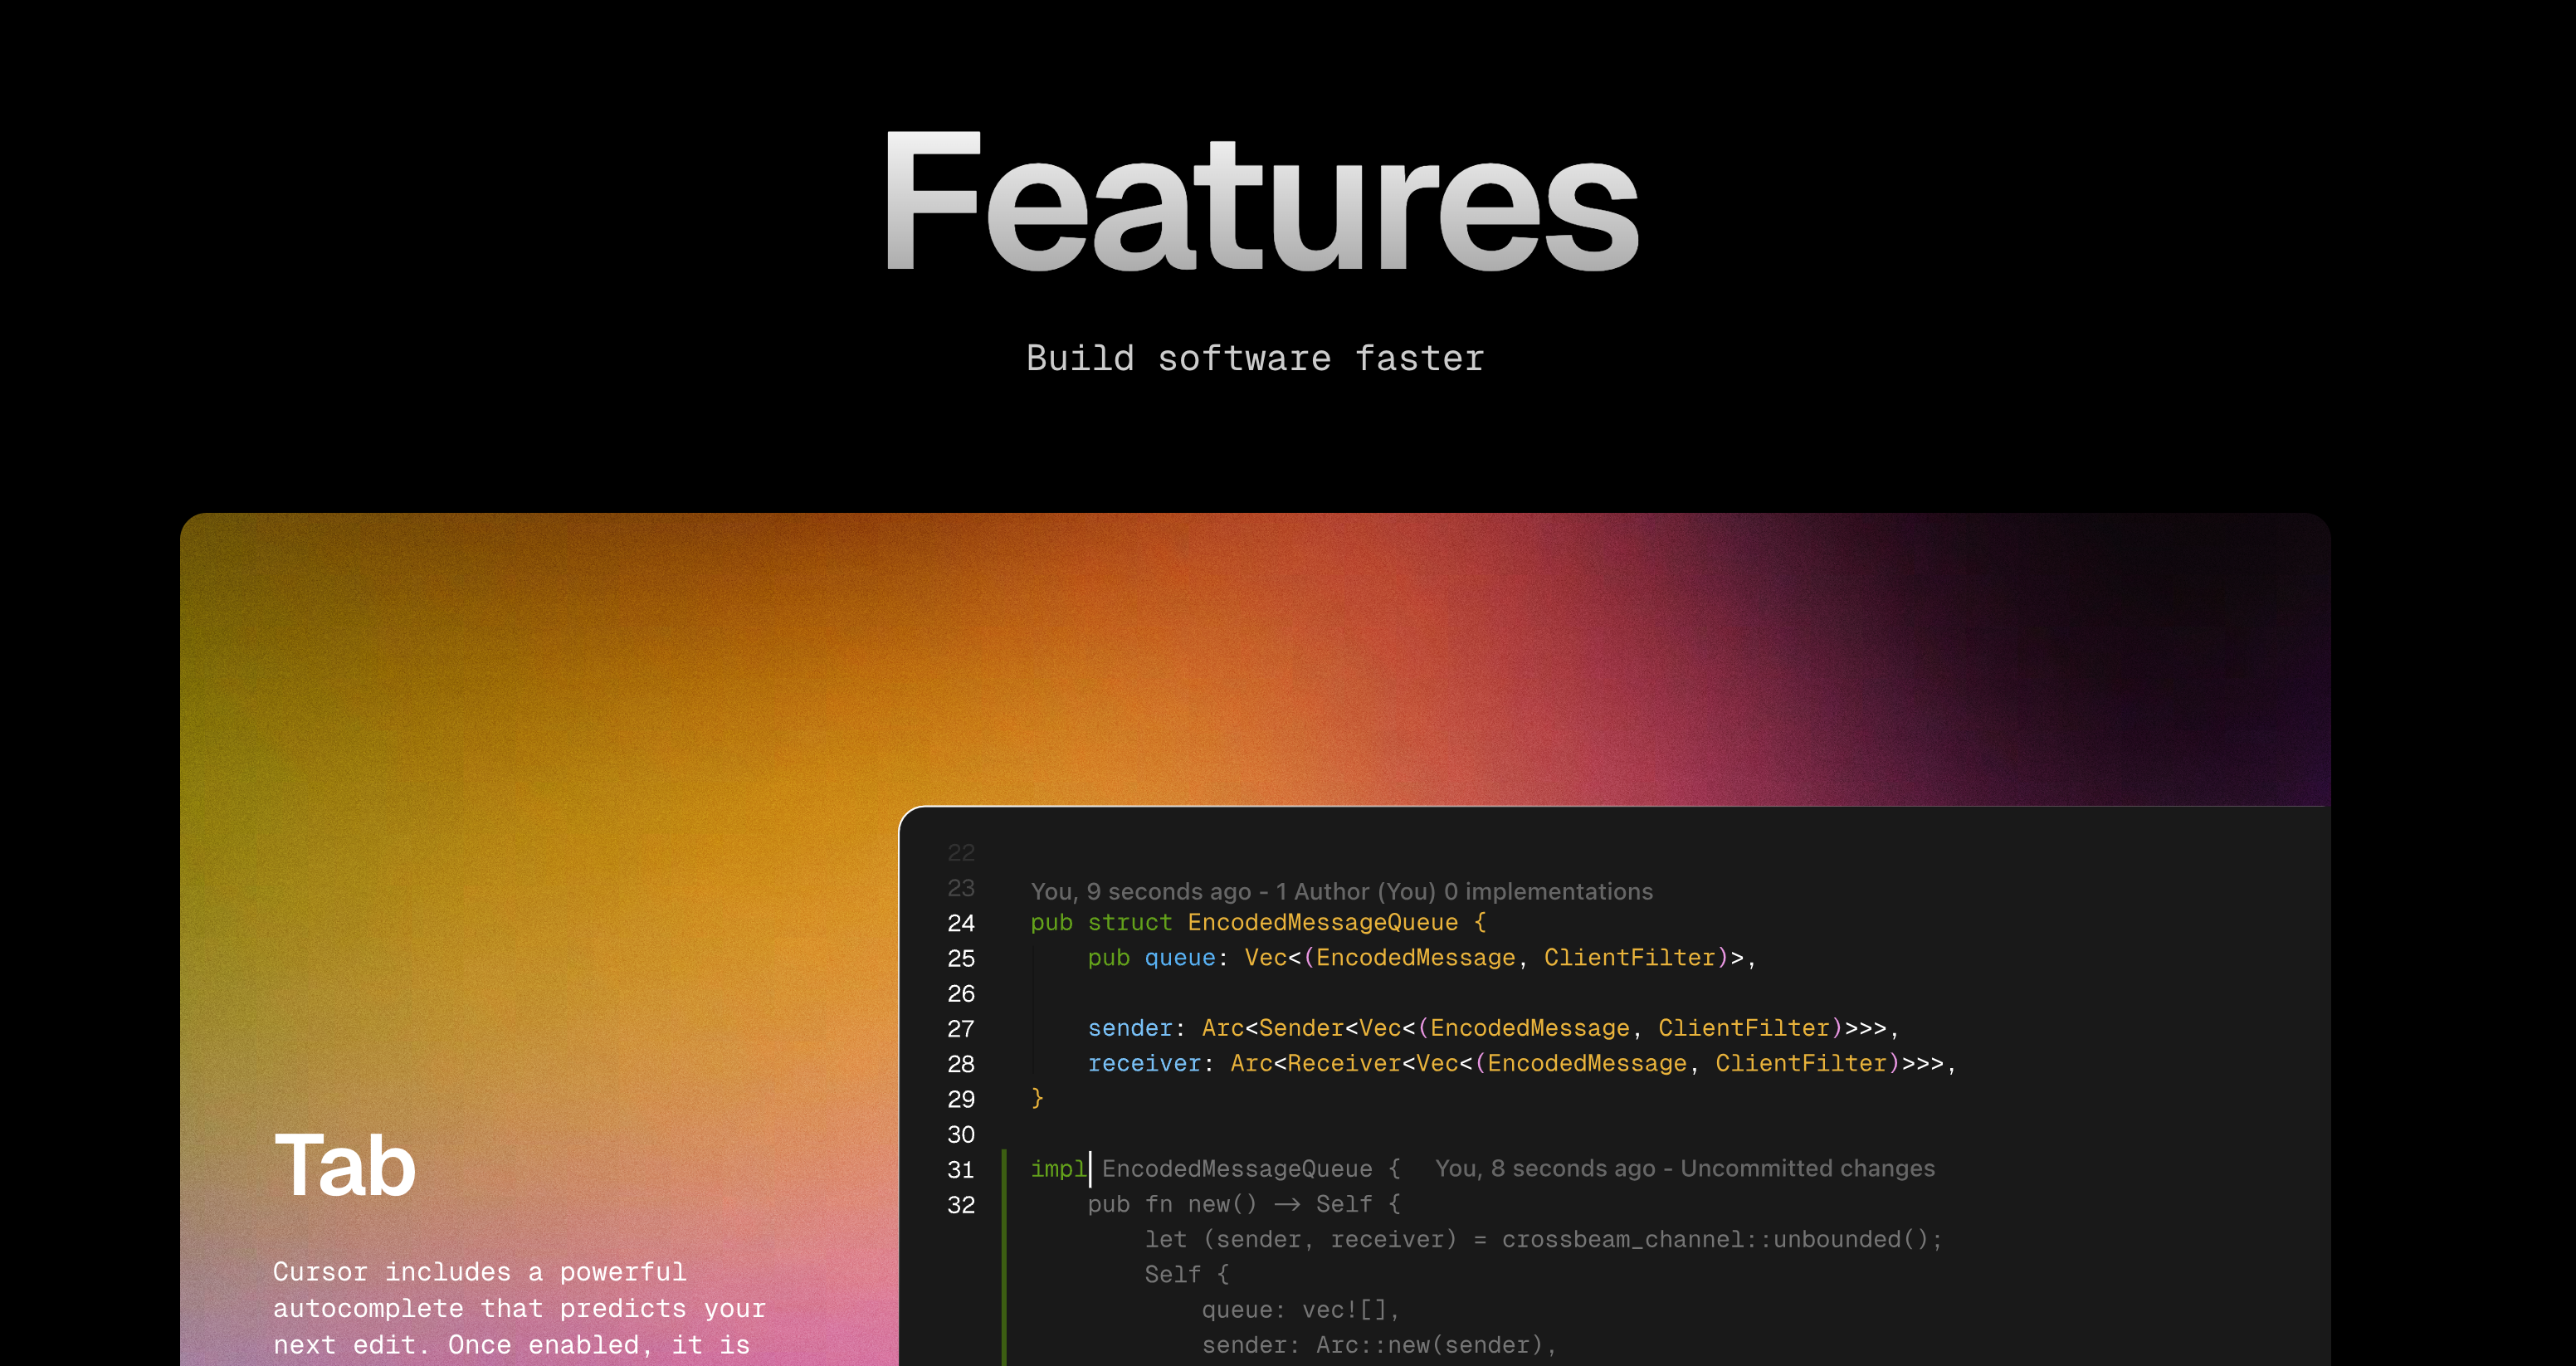 Features
Build software faster
Tab
Cursor includes a powerful
autocomplete that predicts your
next edit. Once enabled, it is
22
23 You, 9 seconds ago - 1 Author (You) 0 implementations
24 pub struct EncodedMessageQueue {
25     pub queue: Vec<(EncodedMessage, ClientFilter)>,
26
27     sender: Arc<Sender<Vec<(EncodedMessage, ClientFilter)>>>,
28     receiver: Arc<Receiver<Vec<(EncodedMessage, ClientFilter)>>>,
29 }
30
31 impl EncodedMessageQueue { You, 8 seconds ago - Uncommitted changes
32     pub fn new() → Self {
        let (sender, receiver) = crossbeam_channel::unbounded();
        Self {
            queue: vec![],
            sender: Arc::new(sender),